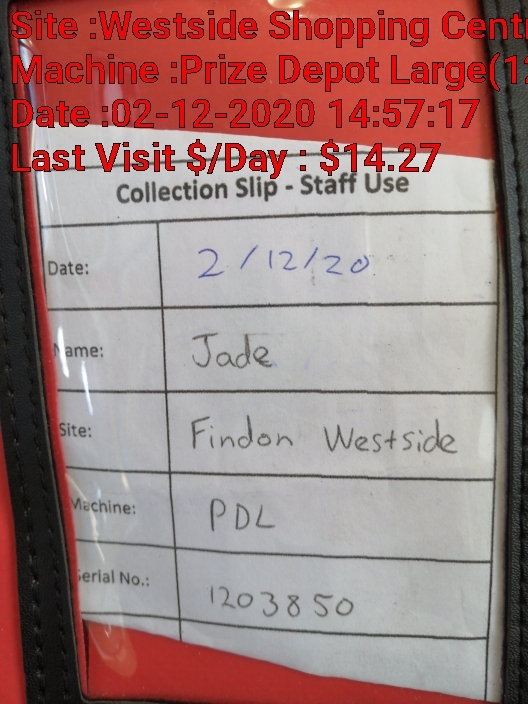 Site :Westside Shopping Centr
Machine :Prize Depot Large(12
Date :02-12-2020 14:57:17
Last Visit $/Day : $14.27
Collection Slip - Staff Use
Date: 2/12/20
ame: Jade
Site: Findon Westside
Machine: PDL
erial No.: 1203850